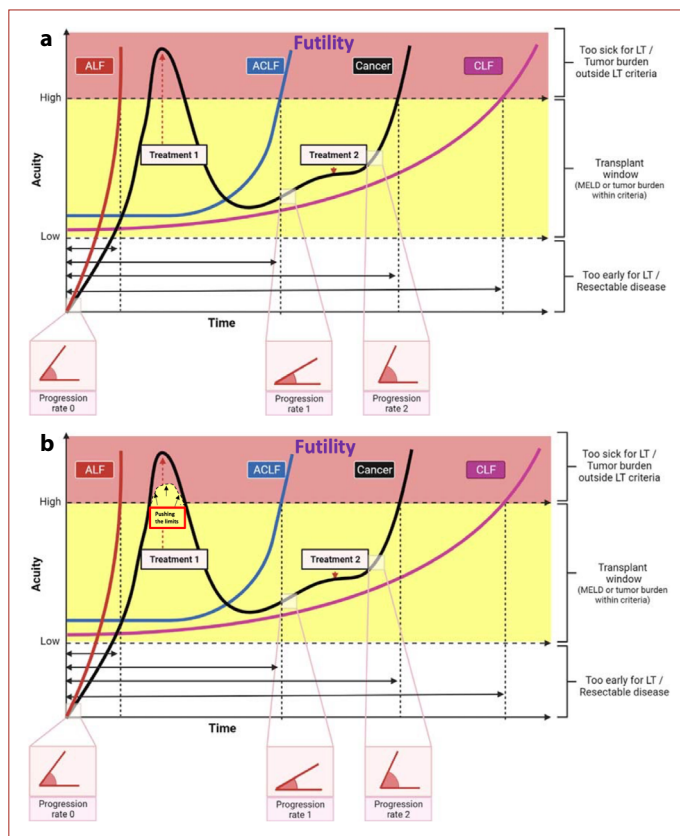 a
Futility
ALF
ACLF
Cancer
CLF
Too sick for LT /
Tumor burden
outside LT criteria
High
Treatment 1
Treatment 2
Acuity
Transplant
window
(MELD or tumor burden
within criteria)
Low
Too early for LT /
Resectable disease
Time
Progression
rate 0
Progression
rate 1
Progression
rate 2
b
Futility
ALF
ACLF
Cancer
CLF
Too sick for LT /
Tumor burden
outside LT criteria
High
Pushing
the limits
Treatment 1
Treatment 2
Acuity
Transplant
window
(MELD or tumor burden
within criteria)
Low
Too early for LT /
Resectable disease
Time
Progression
rate 0
Progression
rate 1
Progression
rate 2